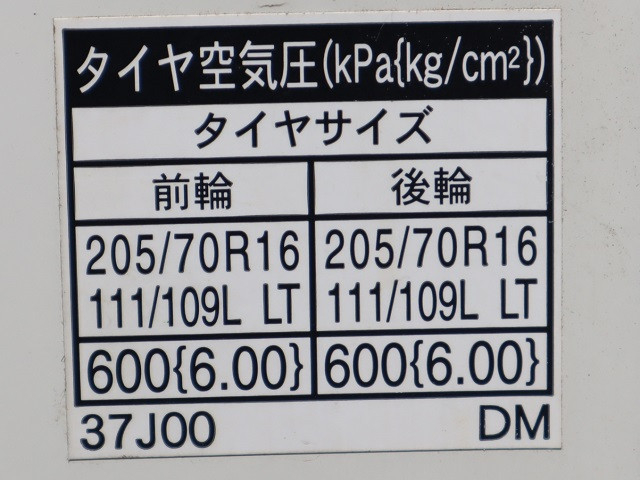 タイヤ空気圧(kPa{kg/cm²})
タイヤサイズ
前輪 後輪
205/70R16 205/70R16
111/109L LT 111/109L LT
600{6.00} 600{6.00}
37J00 DM